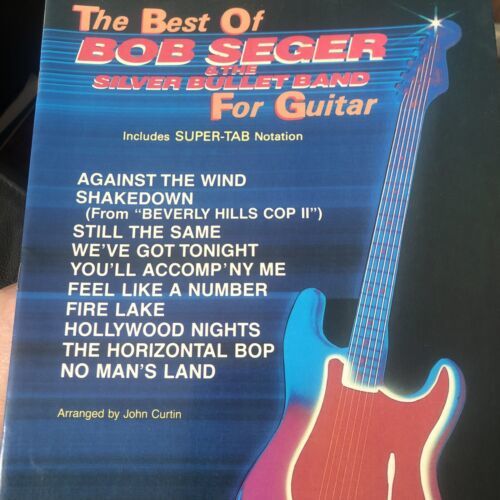 The Best Of
BOB SEGER
& THE
SILVER BULLET BAND
For Guitar
Includes SUPER-TAB Notation
AGAINST THE WIND
SHAKEDOWN
(From "BEVERLY HILLS COP II")
STILL THE SAME
WE'VE GOT TONIGHT
YOU'LL ACCOMP'NY ME
FEEL LIKE A NUMBER
FIRE LAKE
HOLLYWOOD NIGHTS
THE HORIZONTAL BOP
NO MAN'S LAND
Arranged by John Curtin